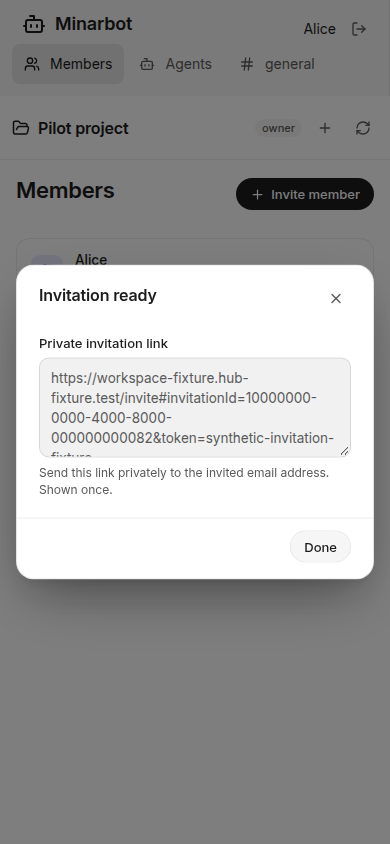 Minarbot
Alice
Members
Agents
general
Pilot project
owner
Members
Invite member
Alice
Invitation ready
Private invitation link
https://workspace-fixture.hub-
fixture.test/invite#invitationId=10000000-
0000-4000-8000-
000000000082&token=synthetic-invitation-
fixture
Send this link privately to the invited email address.
Shown once.
Done